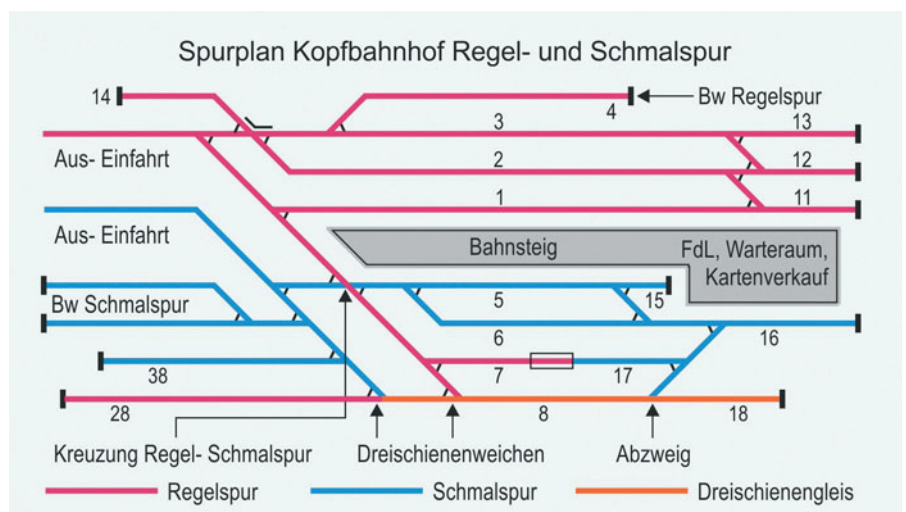 Spurplan Kopfbahnhof Regel- und Schmalspur
14
4
Bw Regelspur
3
13
Aus- Einfahrt
2
12
1
11
Aus- Einfahrt
Bahnsteig
FdL, Warteraum,
Kartenverkauf
Bw Schmalspur
5
15
6
16
38
7
17
28
8
18
Kreuzung Regel- Schmalspur
Dreischienenweichen
Abzweig
Regelspur
Schmalspur
Dreischienengleis